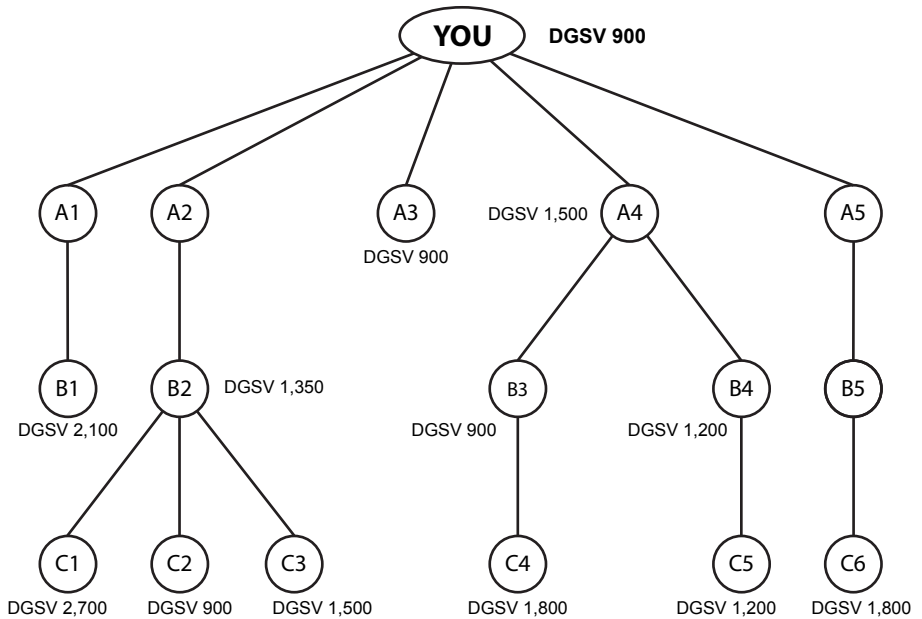 YOU
DGSV 900
A1
A2
A3
DGSV 900
DGSV 1,500
A4
A5
B1
DGSV 2,100
B2
DGSV 1,350
B3
DGSV 900
B4
DGSV 1,200
B5
C1
DGSV 2,700
C2
DGSV 900
C3
DGSV 1,500
C4
DGSV 1,800
C5
DGSV 1,200
C6
DGSV 1,800